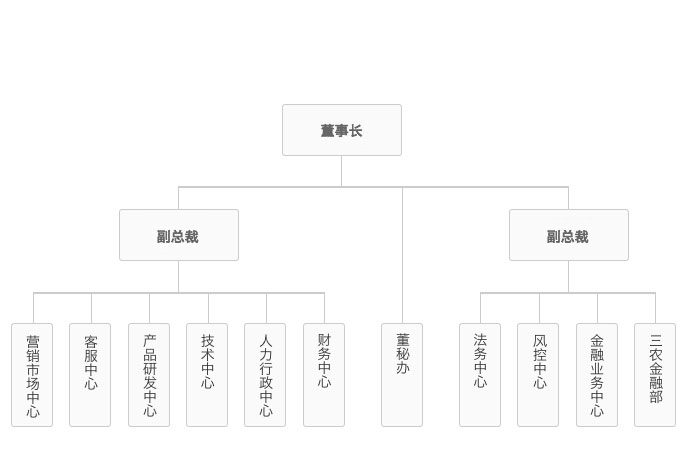 董事长
副总裁
副总裁
营销市场中心
客服中心
产品研发中心
技术中心
人力行政中心
财务中心
董秘办
法务中心
风控中心
金融业务中心
三农金融部